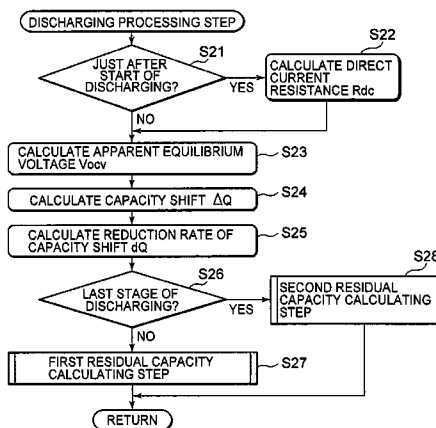 DISCHARGING PROCESSING STEP
S21
JUST AFTER
START OF
DISCHARGING?
YES
NO
S22
CALCULATE DIRECT
CURRENT
RESISTANCE Rdc
CALCULATE APPARENT EQUILIBRIUM
VOLTAGE Vocv
S23
CALCULATE CAPACITY SHIFT ΔQ
S24
CALCULATE REDUCTION RATE OF
CAPACITY SHIFT dQ
S25
S26
LAST STAGE OF
DISCHARGING?
YES
NO
S28
SECOND RESIDUAL
CAPACITY CALCULATING
STEP
FIRST RESIDUAL CAPACITY
CALCULATING STEP
S27
RETURN